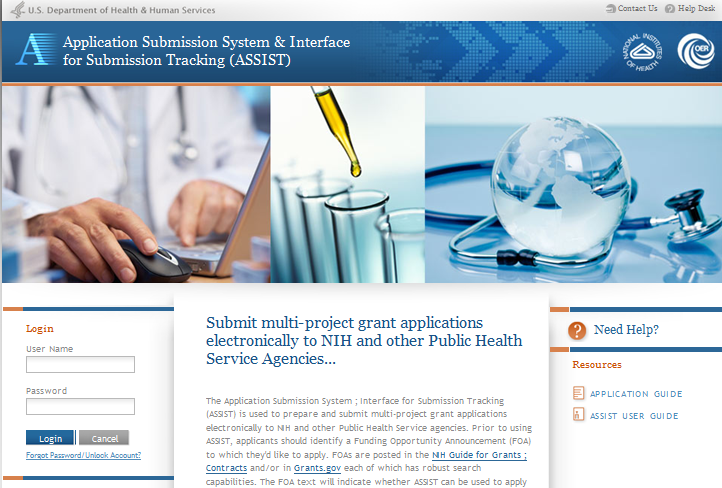 U.S. Department of Health & Human Services
Contact Us
Help Desk
Application Submission System & Interface
for Submission Tracking (ASSIST)
NATIONAL INSTITUTES OF HEALTH
OER
Login
User Name
Password
Login
Cancel
Forgot Password/Unlock Account?
Submit multi-project grant applications
electronically to NIH and other Public Health
Service Agencies...
The Application Submission System ; Interface for Submission Tracking
(ASSIST) is used to prepare and submit multi-project grant applications
electronically to NIH and other Public Health Service agencies. Prior to using
ASSIST, applicants should identify a Funding Opportunity Announcement (FOA)
to which they'd like to apply. FOAs are posted in the NIH Guide for Grants ;
Contracts and/or in Grants.gov each of which has robust search
capabilities. The FOA text will indicate whether ASSIST can be used to apply
Need Help?
Resources
APPLICATION GUIDE
ASSIST USER GUIDE